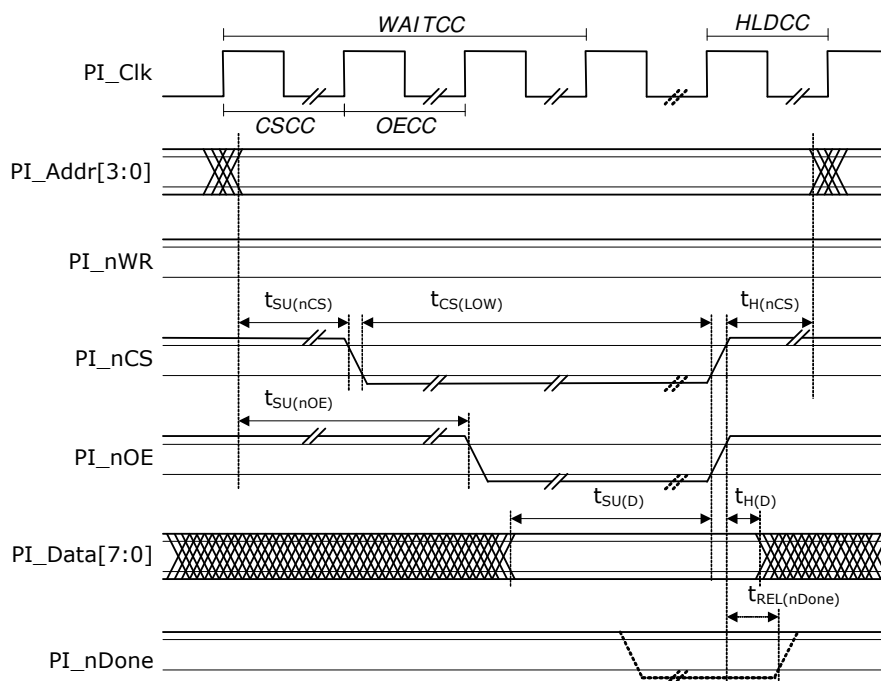 WAITCC
HLDCC
PI_Clk
CSCC
OECC
PI_Addr[3:0]
PI_nWR
tSU(nCS)
tCS(LOW)
tH(nCS)
PI_nCS
tSU(nOE)
PI_nOE
tSU(D)
tH(D)
PI_Data[7:0]
tREL(nDone)
PI_nDone